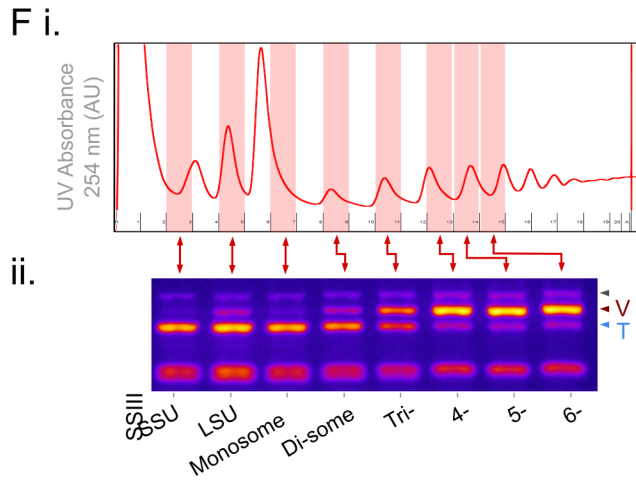 F i.
UV Absorbance
254 nm (AU)
ii.
V
T
SSIII
SSU
LSU
Monosome
Di-some
Tri-
4-
5-
6-